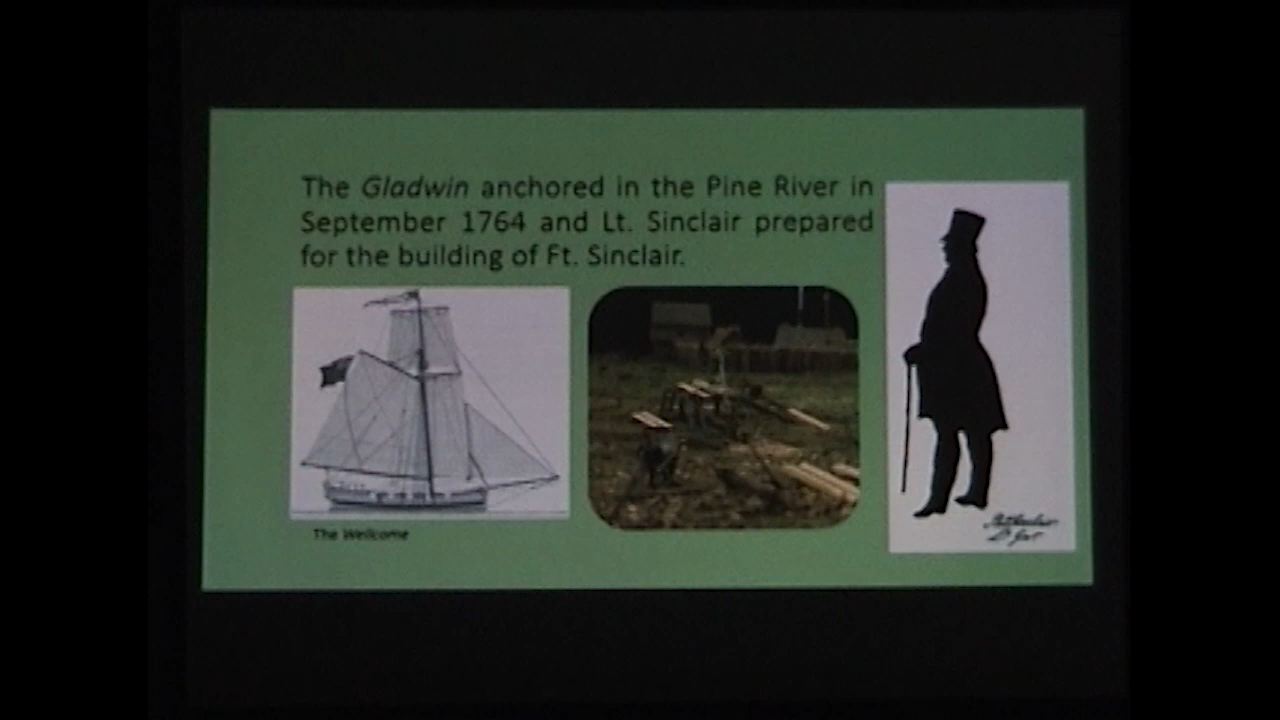 The Gladwin anchored in the Pine River in
September 1764 and Lt. Sinclair prepared
for the building of Ft. Sinclair.
The Wellcome